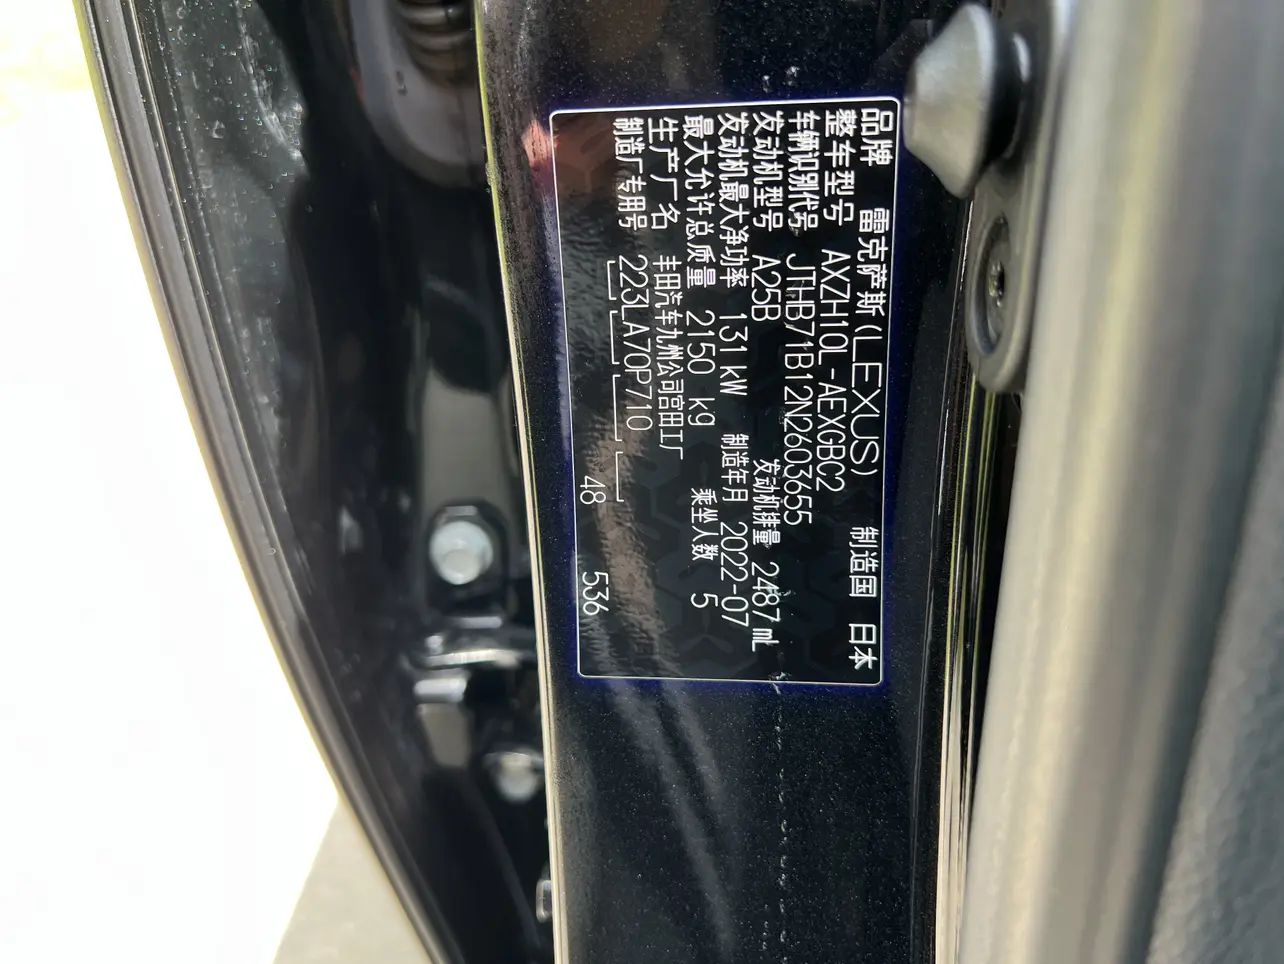 品牌 雷克萨斯(LEXUS) 制造国 日本
整车型号 AXZH10L-AEXGBC2
车辆识别代号 JTHB71B12N2603655
发动机型号 A25B 发动机排量 2487 mL
发动机最大净功率 131 kW 制造年月 2022-07
最大允许总质量 2150 kg 乘坐人数 5
生产厂名 丰田汽车九州公司宫田工厂
制造厂专用号 223LA70P710
48 536